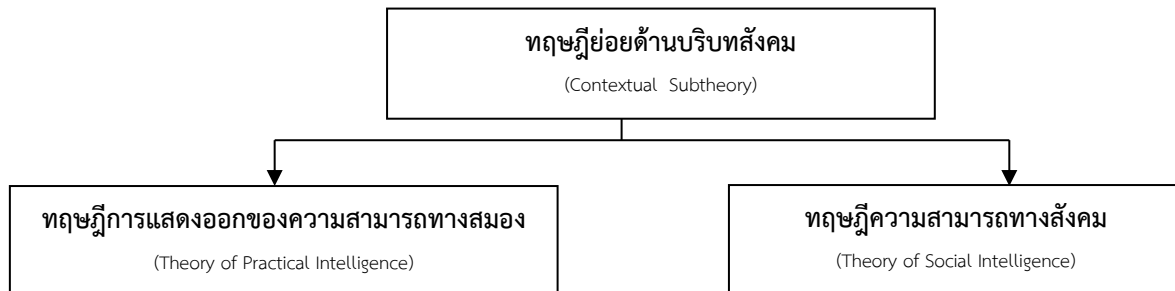 ทฤษฎีย่อยด้านบริบทสังคม
(Contextual Subtheory)
ทฤษฎีการแสดงออกของความสามารถทางสมอง
(Theory of Practical Intelligence)
ทฤษฎีความสามารถทางสังคม
(Theory of Social Intelligence)